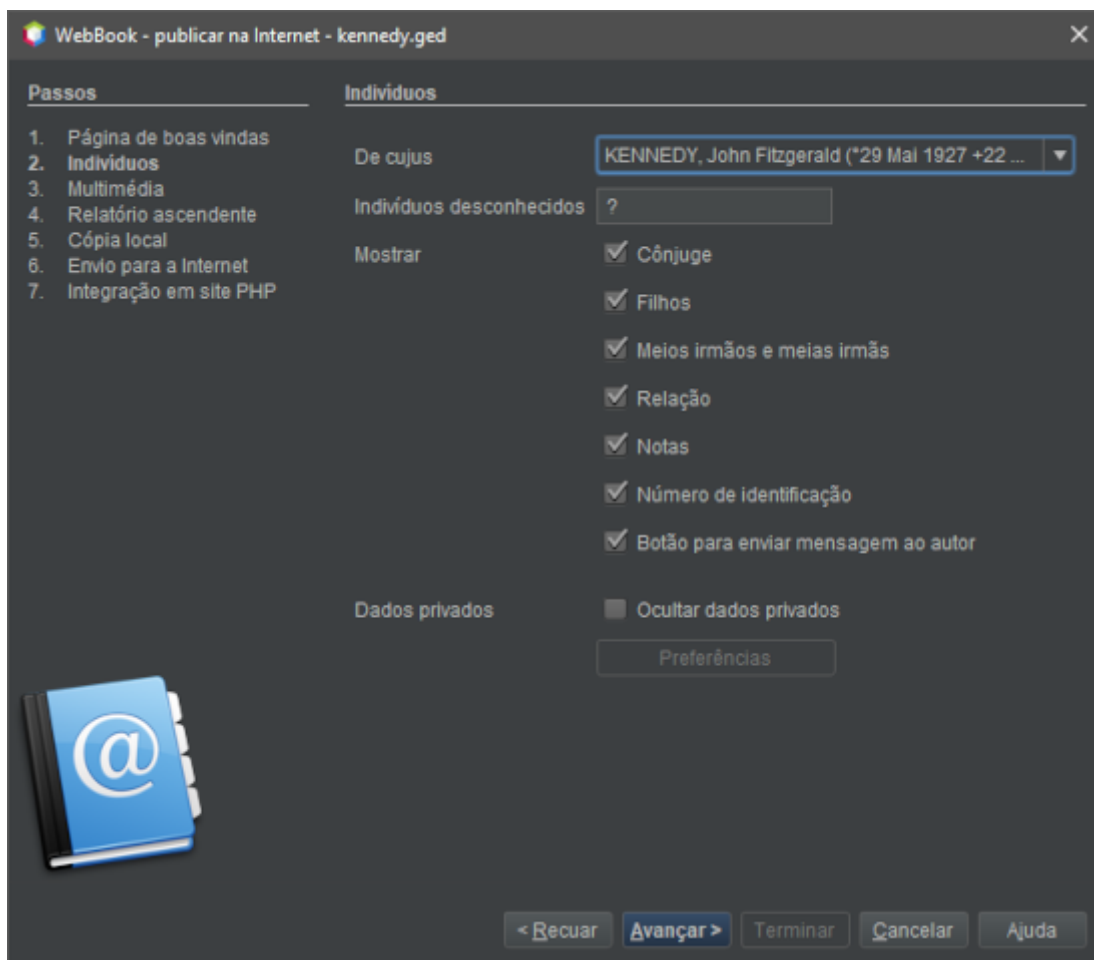 WebBook - publicar na Internet - kennedy.ged
Passos
1. Página de boas vindas
2. Indivíduos
3. Multimédia
4. Relatório ascendente
5. Cópia local
6. Envio para a Internet
7. Integração em site PHP
Indivíduos
De cujus
KENNEDY, John Fitzgerald (*29 Mai 1927 +22 ...
Indivíduos desconhecidos
?
Mostrar
Cônjuge
Filhos
Meios irmãos e meias irmãs
Relação
Notas
Número de identificação
Botão para enviar mensagem ao autor
Dados privados
Ocultar dados privados
Preferências
@
< Recuar
Avançar >
Terminar
Cancelar
Ajuda